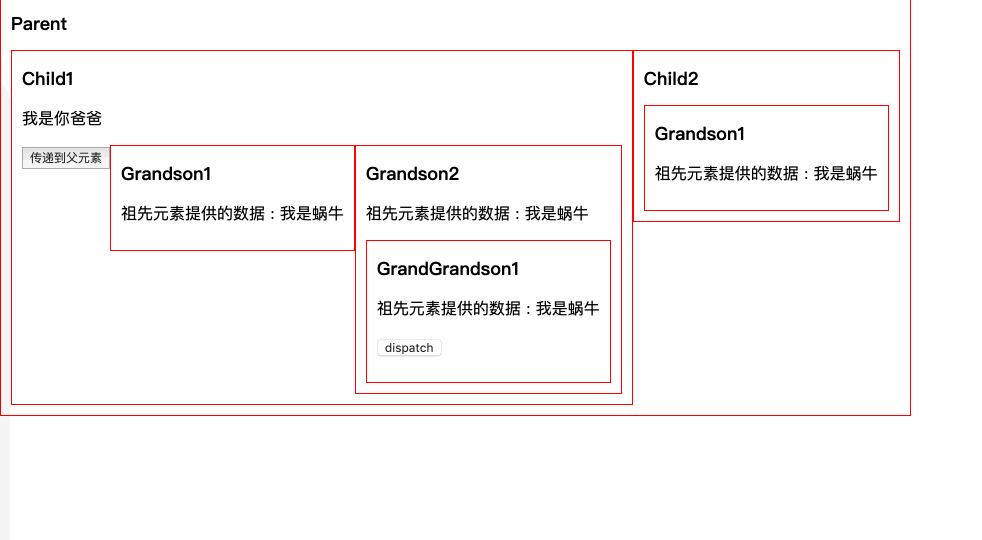 Parent
Child1
我是你爸爸
传递到父元素
Grandson1
祖先元素提供的数据：我是蜗牛
Grandson2
祖先元素提供的数据：我是蜗牛
GrandGrandson1
祖先元素提供的数据：我是蜗牛
dispatch
Child2
Grandson1
祖先元素提供的数据：我是蜗牛